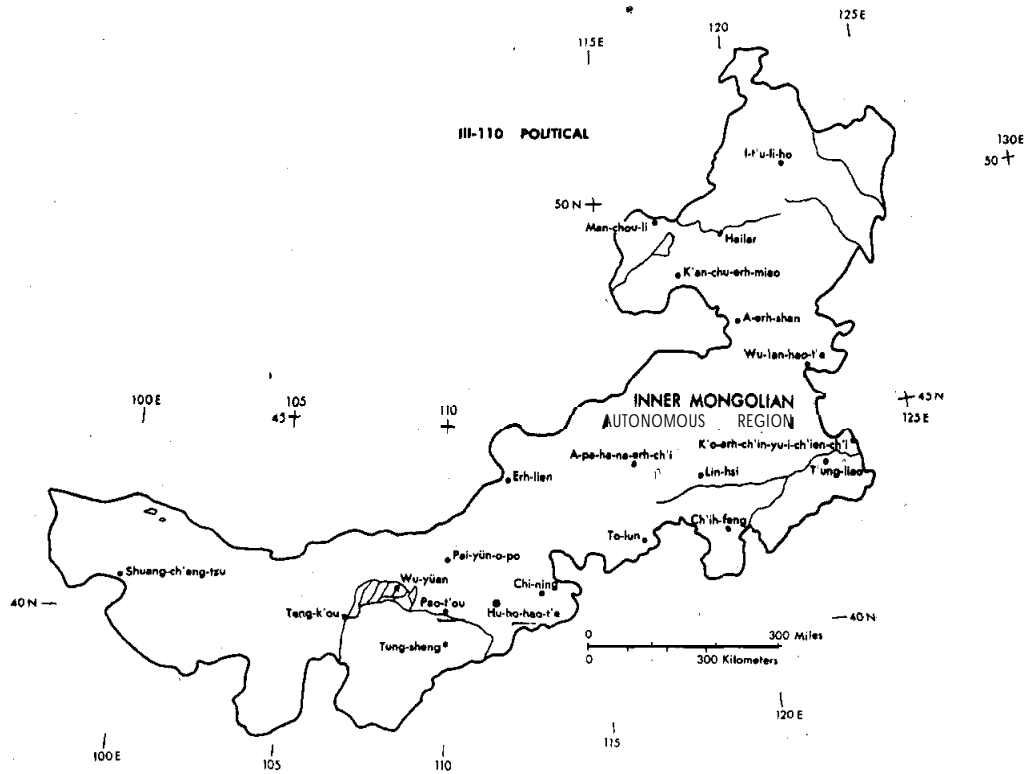 125E
120
115E
III-110 POLITICAL
130E
50
I-t'u-li-ho
50 N
Man-chou-li
Hailar
K'an-chu-erh-miao
A-erh-shan
Wu-lan-hao-t'e
INNER MONGOLIAN
AUTONOMOUS REGION
45N
125E
100E
105
45
110
K'o-erh-ch'in-yu-i-ch'ien-ch'i
A-pa-ha-na-erh-ch'i
T'ung-liao
Lin-hsi
Erh-lien
Ch'ih-feng
To-lun
Pai-yün-o-po
Shuang-ch'eng-tzu
Wu-yüan
Chi-ning
40 N
Teng-k'ou
Pao-t'ou
Hu-ho-hao-t'e
40 N
Tung-sheng
0 300 Miles
0 300 Kilometers
120 E
115
100E
105
110